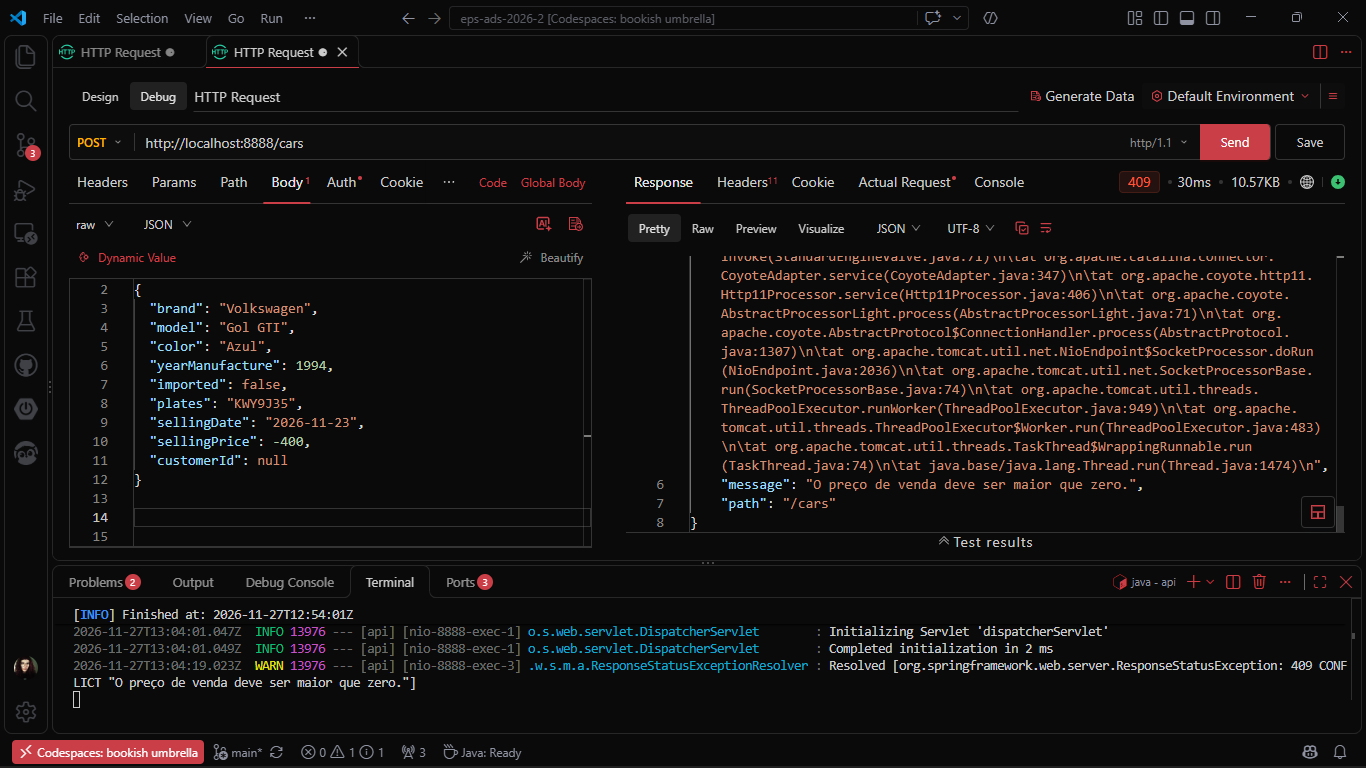 File Edit Selection View Go Run ··· eps-ads-2026-2 [Codespaces: bookish umbrella]
HTTP HTTP Request HTTP HTTP Request
Design Debug HTTP Request Generate Data Default Environment
POST http://localhost:8888/cars http/1.1 Send Save
Headers Params Path Body 1 Auth Cookie ··· Code Global Body
Response Headers 11 Cookie Actual Request Console 409 30ms 10.57KB
raw JSON
Pretty Raw Preview Visualize JSON UTF-8
Dynamic Value Beautify
2 {
3 "brand": "Volkswagen",
4 "model": "Gol GTI",
5 "color": "Azul",
6 "yearManufacture": 1994,
7 "imported": false,
8 "plates": "KWY9J35",
9 "sellingDate": "2026-11-23",
10 "sellingPrice": -400,
11 "customerId": null
12 }
13
14
15
invoke(StandardEngineValve.java:71)\n\tat org.apache.catalina.connector.
CoyoteAdapter.service(CoyoteAdapter.java:347)\n\tat org.apache.coyote.http11.
Http11Processor.service(Http11Processor.java:406)\n\tat org.apache.coyote.
AbstractProcessorLight.process(AbstractProcessorLight.java:71)\n\tat org.
apache.coyote.AbstractProtocol$ConnectionHandler.process(AbstractProtocol.
java:1307)\n\tat org.apache.tomcat.util.net.NioEndpoint$SocketProcessor.doRun
(NioEndpoint.java:2036)\n\tat org.apache.tomcat.util.net.SocketProcessorBase.
run(SocketProcessorBase.java:74)\n\tat org.apache.tomcat.util.threads.
ThreadPoolExecutor.runWorker(ThreadPoolExecutor.java:949)\n\tat org.apache.
tomcat.util.threads.ThreadPoolExecutor$Worker.run(ThreadPoolExecutor.java:483)
\n\tat org.apache.tomcat.util.threads.TaskThread$WrappingRunnable.run
(TaskThread.java:74)\n\tat java.base/java.lang.Thread.run(Thread.java:1474)\n",
6 "message": "O preço de venda deve ser maior que zero.",
7 "path": "/cars"
8 }
Test results
Problems 2 Output Debug Console Terminal Ports 3 java - api
[INFO] Finished at: 2026-11-27T12:54:01Z
2026-11-27T13:04:01.047Z INFO 13976 --- [api] [nio-8888-exec-1] o.s.web.servlet.DispatcherServlet : Initializing Servlet 'dispatcherServlet'
2026-11-27T13:04:01.049Z INFO 13976 --- [api] [nio-8888-exec-1] o.s.web.servlet.DispatcherServlet : Completed initialization in 2 ms
2026-11-27T13:04:19.023Z WARN 13976 --- [api] [nio-8888-exec-3] .w.s.m.a.ResponseStatusExceptionResolver : Resolved [org.springframework.web.server.ResponseStatusException: 409 CONF
LICT "O preço de venda deve ser maior que zero."]
3
Codespaces: bookish umbrella main* 0 1 1 3 Java: Ready